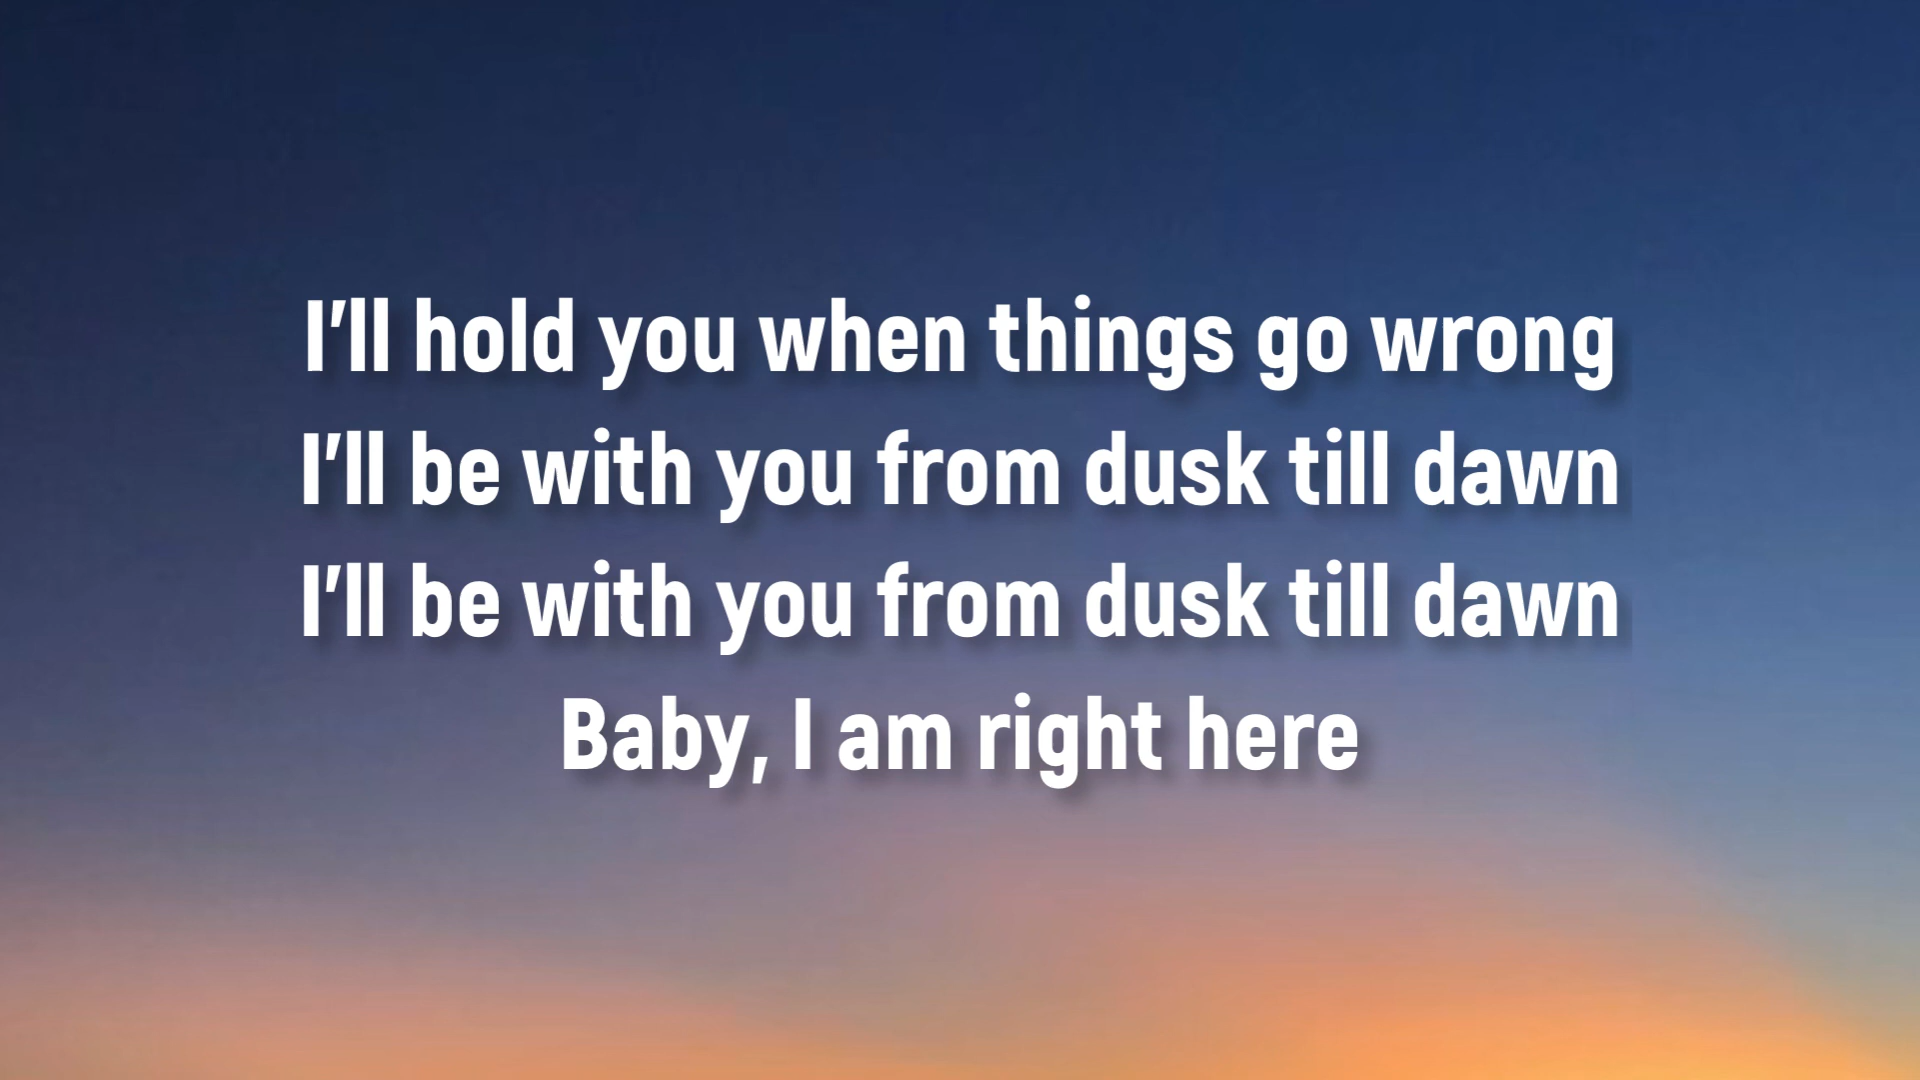 I'll hold you when things go wrong
I'll be with you from dusk till dawn
I'll be with you from dusk till dawn
Baby, I am right here